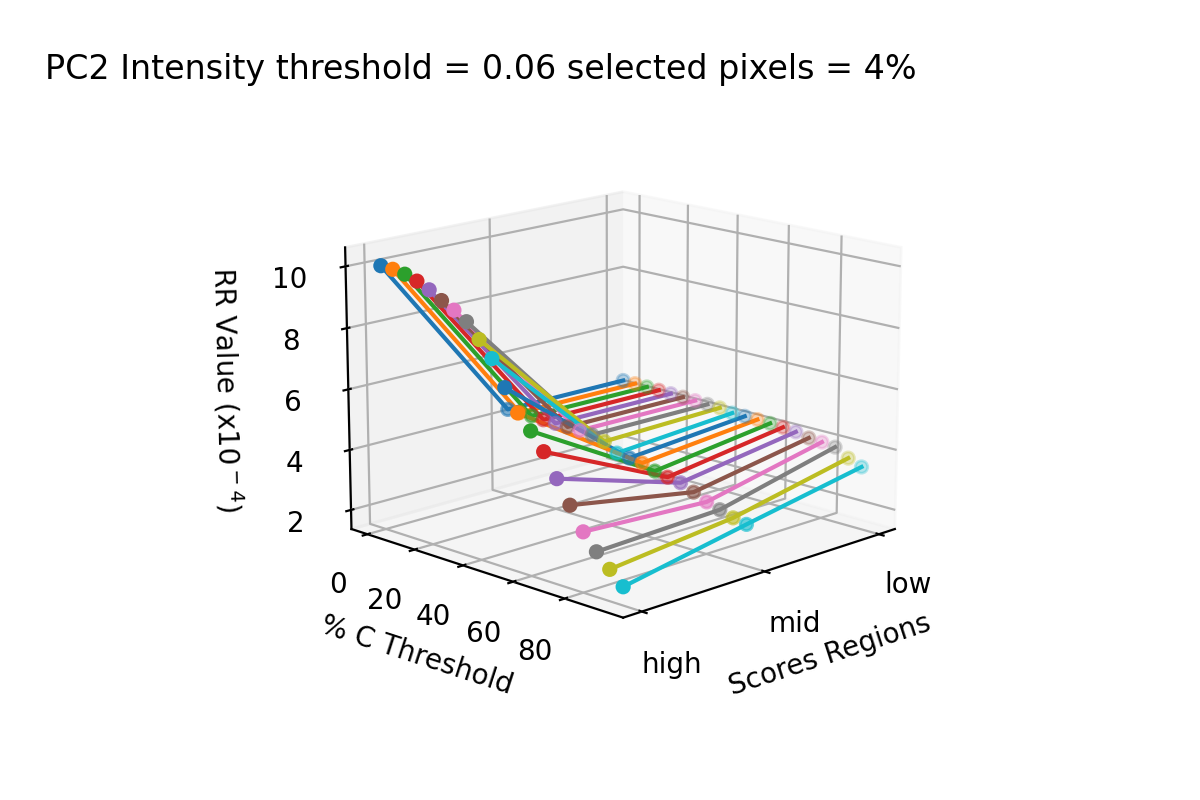 PC2 Intensity threshold = 0.06 selected pixels = 4%
RR Value (x10⁻⁴)
10
8
6
4
2
0
20
40
60
80
% C Threshold
high
mid
low
Scores Regions